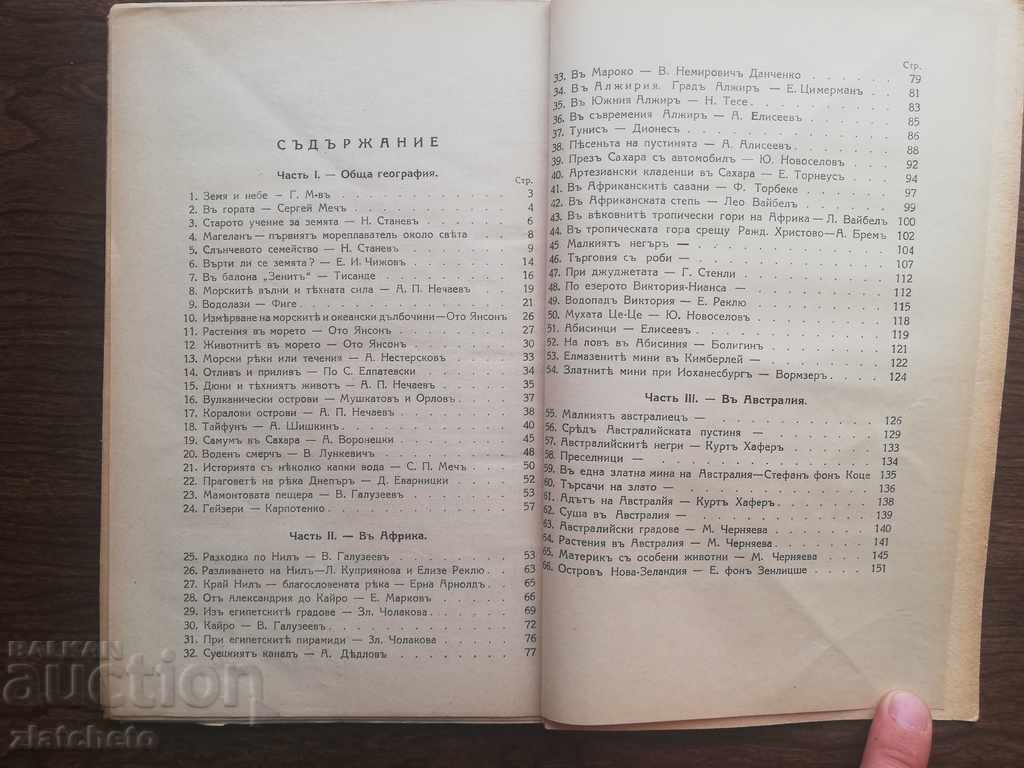 СЪДЪРЖАНИЕ
Часть I. — Обща география.
Стр.
1. Земя и небе — Г. М-въ 3
2. Въ гората — Сергей Мечъ 4
3. Старото учение за земята — Н. Станевъ 6
4. Магеланъ — първиятъ мореплаватель около свѣта 8
5. Слънчевото семейство — Н. Станевъ 9
6. Върти ли се земята? — Е. И. Чижовъ 14
7. Въ балона „Зенитъ“ — Тисанде 16
8. Морскитѣ вълни и тѣхната сила — А. П. Нечаевъ 19
9. Водолази — Фиге 21
10. Измѣрване на морскитѣ и океански дълбочини—Ото Янсонъ 26
11. Растения въ морето — Ото Янсонъ 27
12 Животнитѣ въ морето — Ото Янсонъ 30
13. Морски рѣки или течения — А. Нестерсковъ 33
14. Отливъ и приливъ — По С. Елпатевски 34
15. Дюни и тѣхниятъ животъ — А. П. Нечаевъ 35
16. Вулканически острови — Мушкатовъ и Орловъ 37
17. Коралови острови — А. П. Нечаевъ 38
18. Тайфунъ — А. Шишкинъ 40
19. Самумъ въ Сахара — А. Воронецки 45
20. Воденъ смерчъ — В. Лункевичъ 48
21. Историята съ нѣколко капки вода — С. П. Мечъ 50
22. Праговетѣ на рѣка Днепъръ — Д. Еварницки 52
23. Мамонтовата пещера — В. Галузеевъ 53
24. Гейзери — Карпотенко 57
Часть II. — Въ Африка.
25. Разходка по Нилъ — В. Галузеевъ 53
26. Разливането на Нилъ—Л. Куприянова и Елизе Реклю 63
27. Край Нилъ — благословената рѣка — Ерна Арнолдъ 65
28. Отъ Александрия до Кайро — Е. Марковъ 66
29. Изъ египетскитѣ градове — Зл. Чолакова 69
30. Кайро — В. Галузеевъ 72
31. При египетскитѣ пирамиди — Зл. Чолакова 76
32. Суецкиятъ каналъ — А. Дѣдловъ 77
Стр.
33. Въ Мароко — В. Немировичъ Данченко 79
34. Въ Алжирия. Градъ Алжиръ — Е. Цимерманъ 81
35. Въ Южния Алжиръ — Н. Тесе 83
36. Въ съвремения Алжиръ — А. Елисеевъ 85
37. Тунисъ — Дионесъ 86
38. Пѣсеньта на пустинята — А. Алисеевъ 88
39. Презъ Сахара съ автомобилъ — Ю. Новоселовъ 92
40. Артезиански кладенци въ Сахара — Е. Торнеусъ 94
41. Въ Африканскитѣ савани — Ф. Торбеке 97
42. Въ Африканската степь — Лео Вайбелъ 99
43. Въ вѣковнитѣ тропически гори на Африка—Л. Вайбелъ 100
44. Въ тропическата гора срещу Ражд. Христово—А. Бремъ 102
45 Малкиятъ негъръ — 104
46. Търговия съ роби — 107
47. При джуджетата — Г. Стенли 112
48. По езерото Виктория-Нианса — 112
49. Водопадъ Виктория — Е. Реклю 115
50. Мухата Це-Це — Ю. Новоселовъ 118
51. Абисинци — Елисеевъ 119
52. На ловъ въ Абисиния — Болигинъ 121
53. Елмазенитѣ мини въ Кимберлей — 122
54. Златнитѣ мини при Йоханесбургъ — Вормзеръ 124
Часть III. — Въ Австралия.
55. Малкиятъ австралиецъ — 126
56. Срѣдъ Австралийската пустиня — 129
57. Австралийскитѣ негри — Куртъ Хаферъ 133
58. Преселници — 134
59. Въ една златна мина на Австралия—Стефанъ фонъ Коце 135
60. Търсачи на злато — 136
61. Адътъ на Австралйя — Куртъ Хаферъ 138
62. Суша въ Австралия — 139
63. Австралийски градове — М. Черняева 140
64. Растения въ Австралия — М. Черняева 141
65. Материкъ съ особени животни — М. Черняева 145
66. Островъ Нова-Зеландия — Е. фонъ Зенлицше 151
BALKAN
auction
zlatcheto